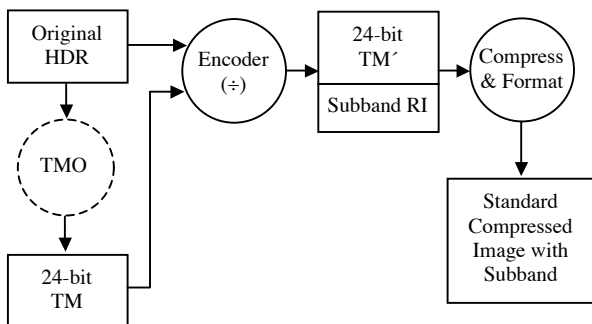 Original
HDR
TMO
24-bit
TM
Encoder
(÷)
24-bit
TM´
Subband RI
Compress
& Format
Standard
Compressed
Image with
Subband